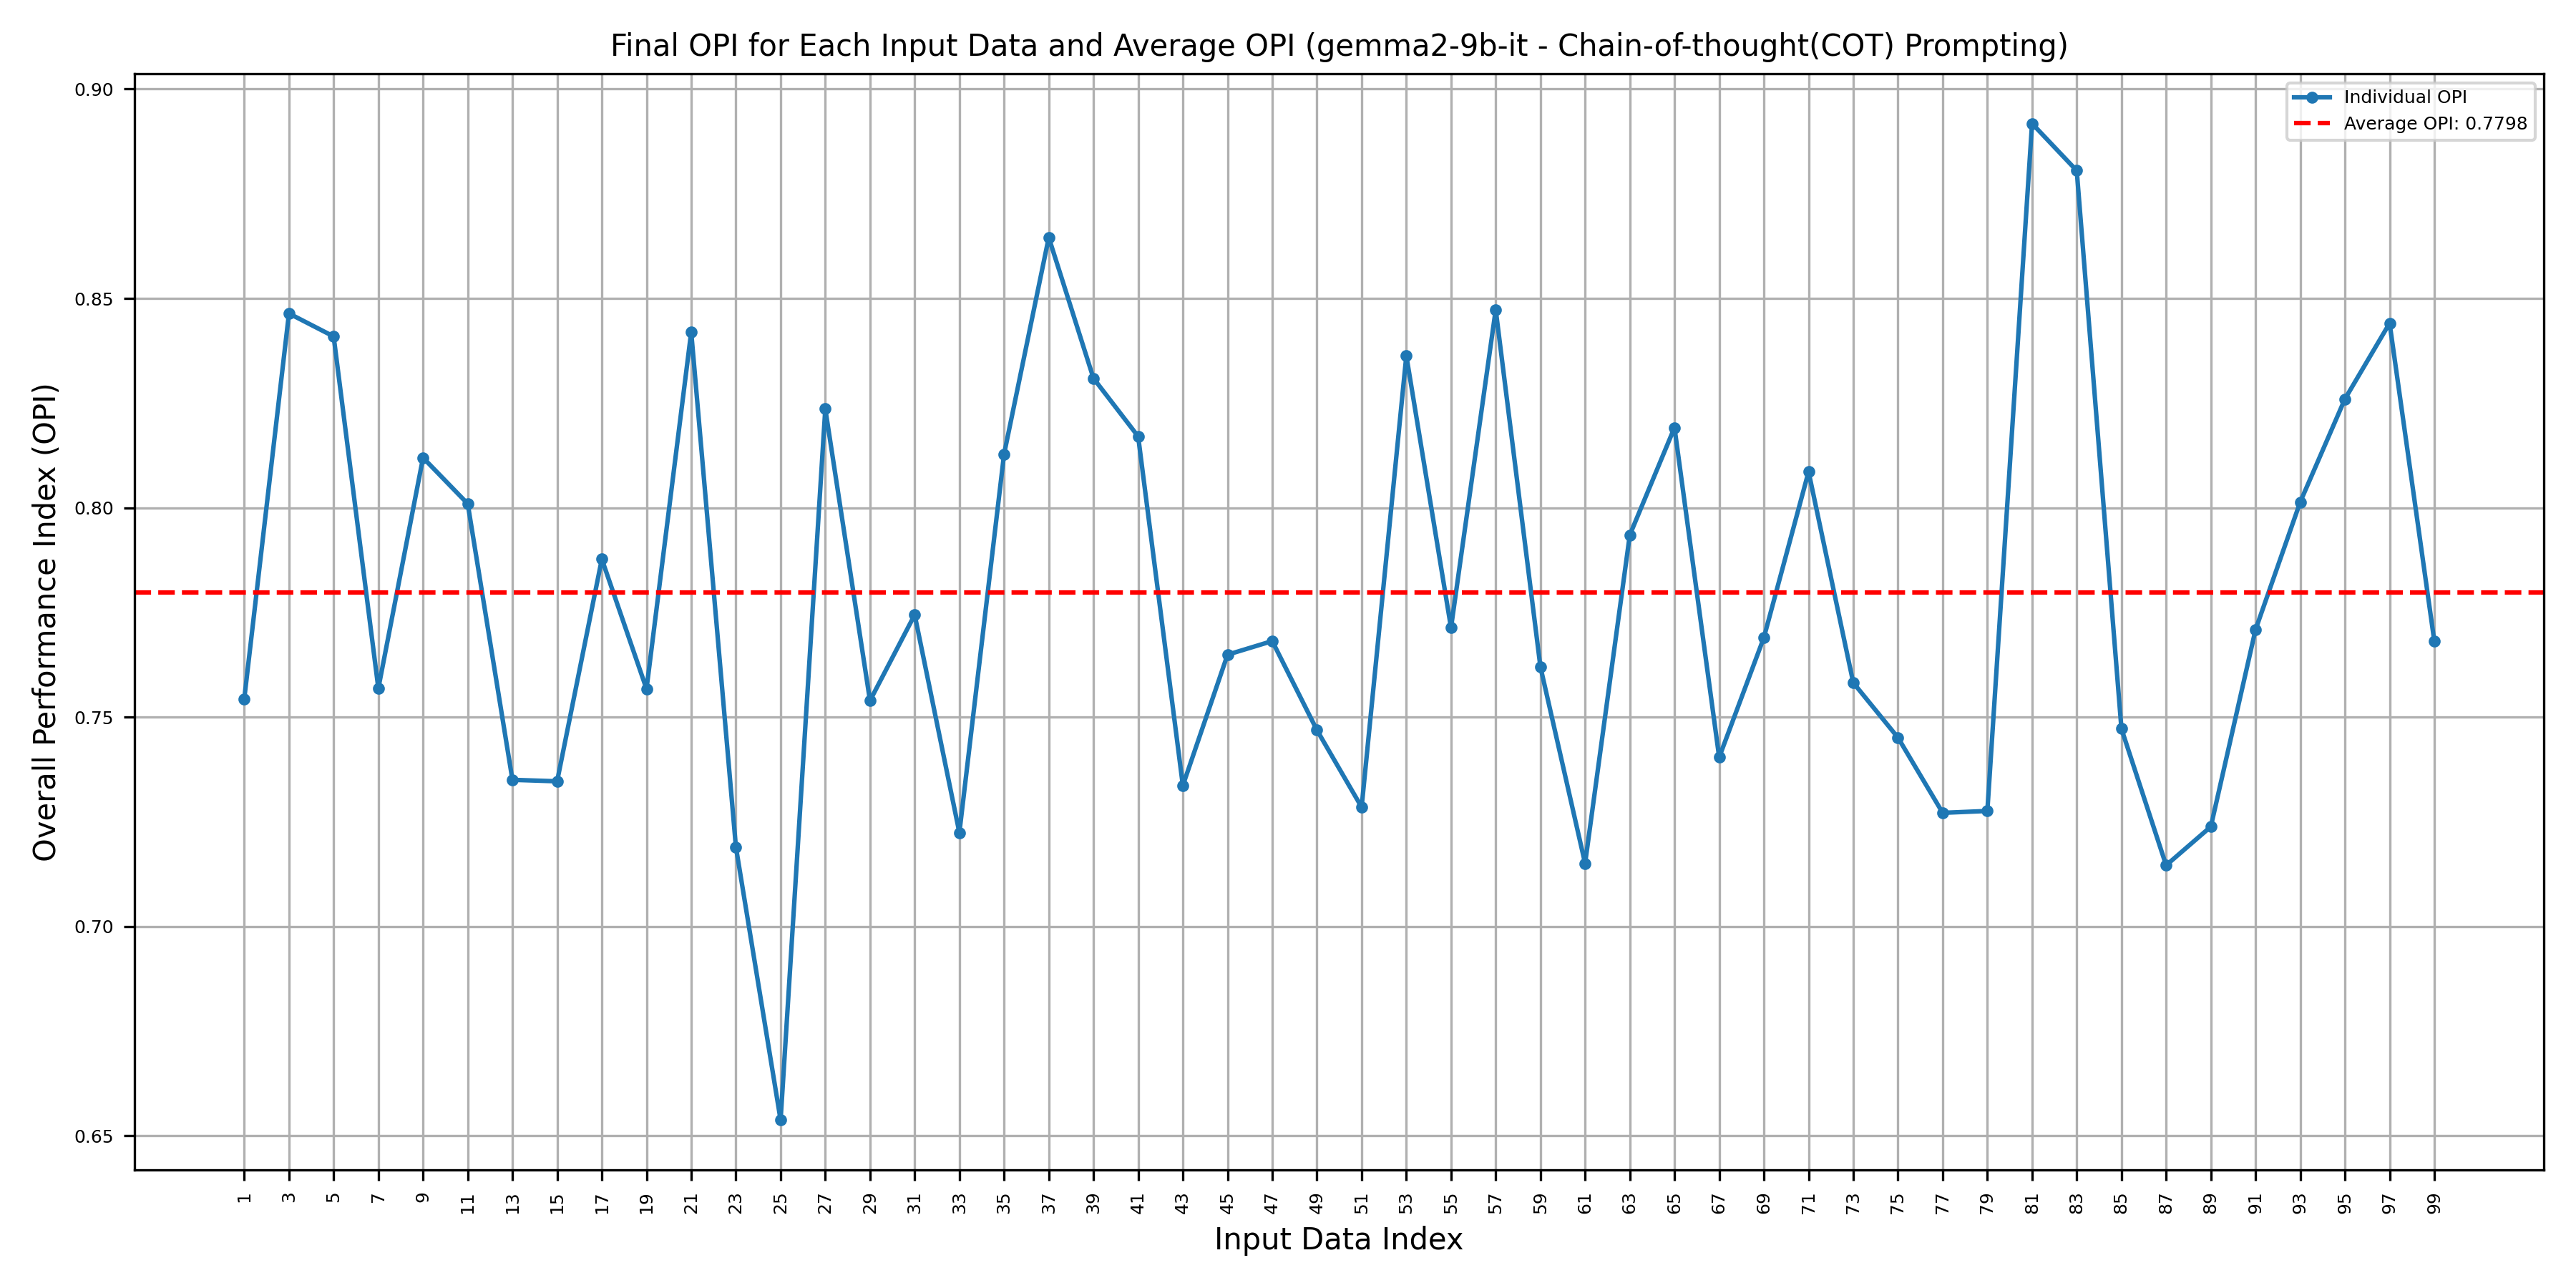 Final OPI for Each Input Data and Average OPI (gemma2-9b-it - Chain-of-thought(COT) Prompting)
Individual OPI
Average OPI: 0.7798
Overall Performance Index (OPI)
0.90
0.85
0.80
0.75
0.70
0.65
1 3 5 7 9 11 13 15 17 19 21 23 25 27 29 31 33 35 37 39 41 43 45 47 49 51 53 55 57 59 61 63 65 67 69 71 73 75 77 79 81 83 85 87 89 91 93 95 97 99
Input Data Index